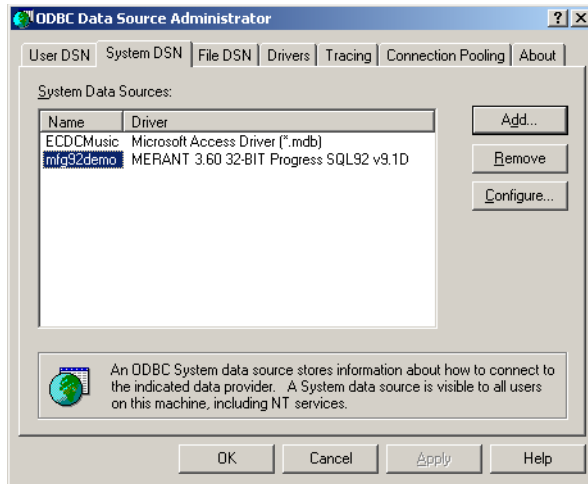 ODBC Data Source Administrator
User DSN System DSN File DSN Drivers Tracing Connection Pooling About
System Data Sources:
Name Driver
ECDCMusic Microsoft Access Driver (*.mdb)
mfg92demo MERANT 3.60 32-BIT Progress SQL92 v9.1D
Add...
Remove
Configure...
An ODBC System data source stores information about how to connect to
the indicated data provider. A System data source is visible to all users
on this machine, including NT services.
OK Cancel Apply Help